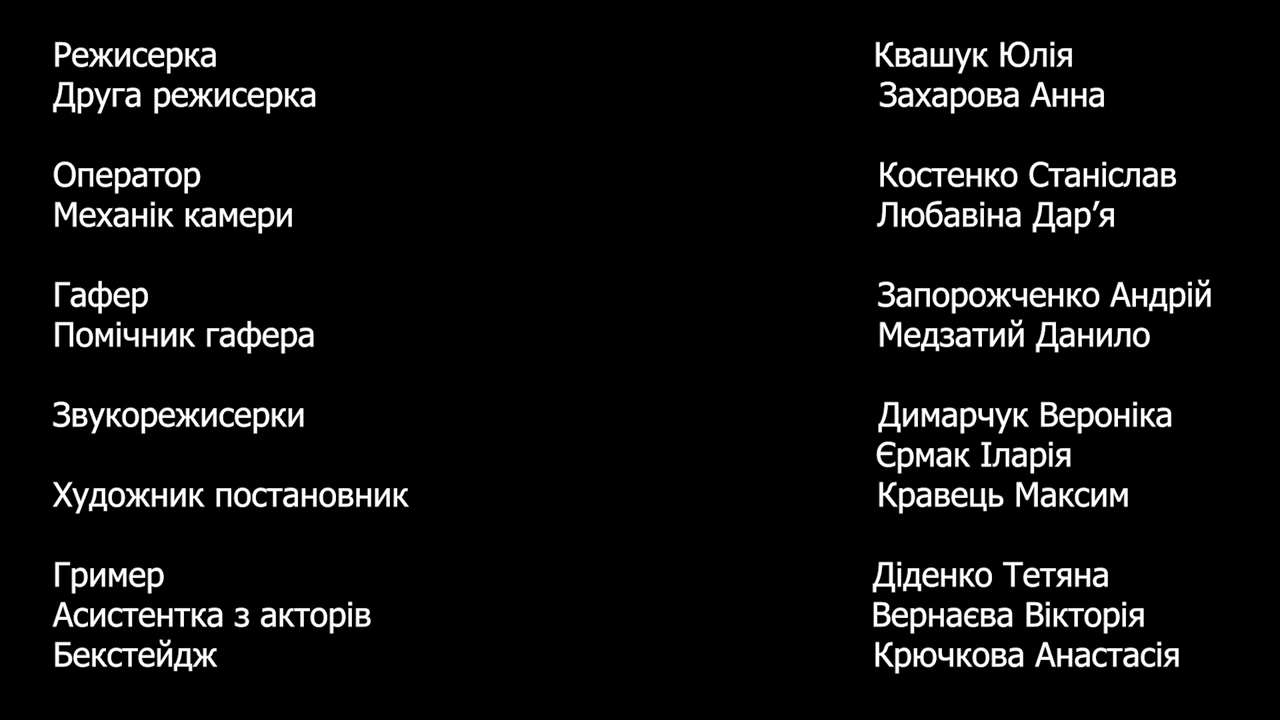 Режисерка Квашук Юлія
Друга режисерка Захарова Анна
Оператор Костенко Станіслав
Механік камери Любавіна Дар’я
Гафер Запорожченко Андрій
Помічник гафера Медзатий Данило
Звукорежисерки Димарчук Вероніка
Єрмак Іларія
Художник постановник Кравець Максим
Гример Діденко Тетяна
Асистентка з акторів Вернаєва Вікторія
Бекстейдж Крючкова Анастасія